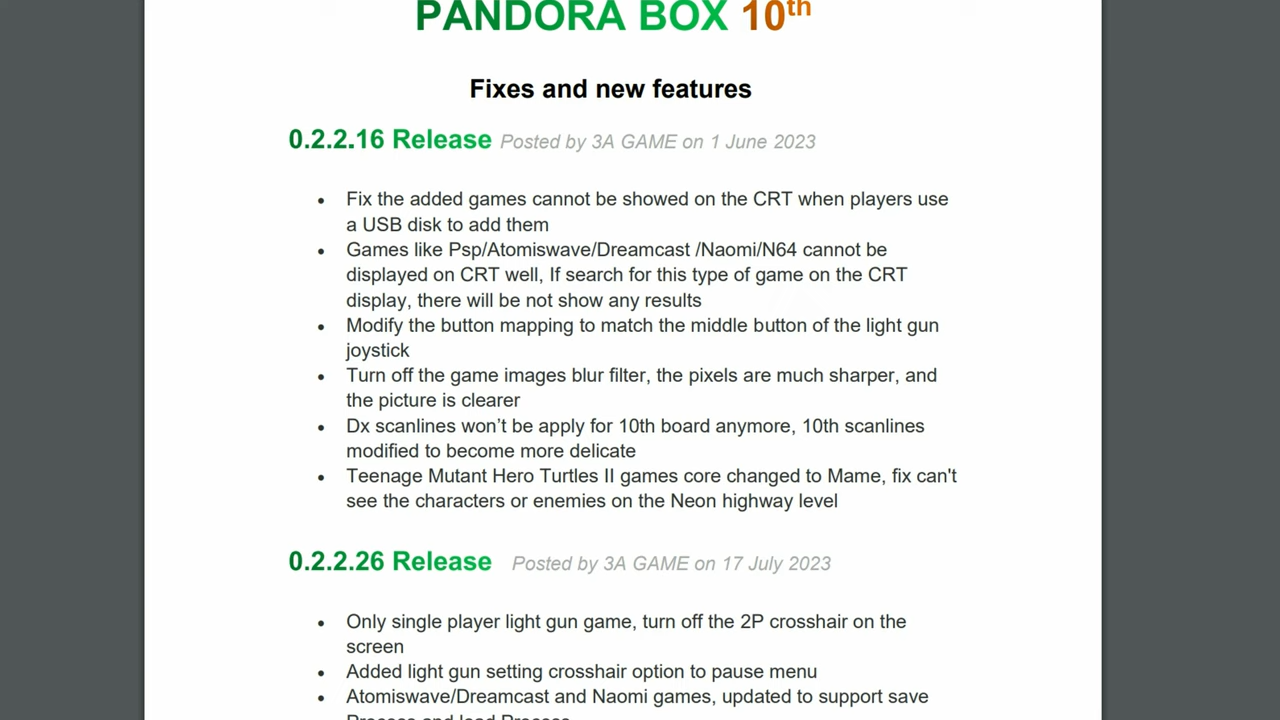 PANDORA BOX 10th
Fixes and new features
0.2.2.16 Release Posted by 3A GAME on 1 June 2023
• Fix the added games cannot be showed on the CRT when players use
a USB disk to add them
• Games like Psp/Atomiswave/Dreamcast /Naomi/N64 cannot be
displayed on CRT well, If search for this type of game on the CRT
display, there will be not show any results
• Modify the button mapping to match the middle button of the light gun
joystick
• Turn off the game images blur filter, the pixels are much sharper, and
the picture is clearer
• Dx scanlines won’t be apply for 10th board anymore, 10th scanlines
modified to become more delicate
• Teenage Mutant Hero Turtles II games core changed to Mame, fix can't
see the characters or enemies on the Neon highway level
0.2.2.26 Release Posted by 3A GAME on 17 July 2023
• Only single player light gun game, turn off the 2P crosshair on the
screen
• Added light gun setting crosshair option to pause menu
• Atomiswave/Dreamcast and Naomi games, updated to support save
Process and load Process